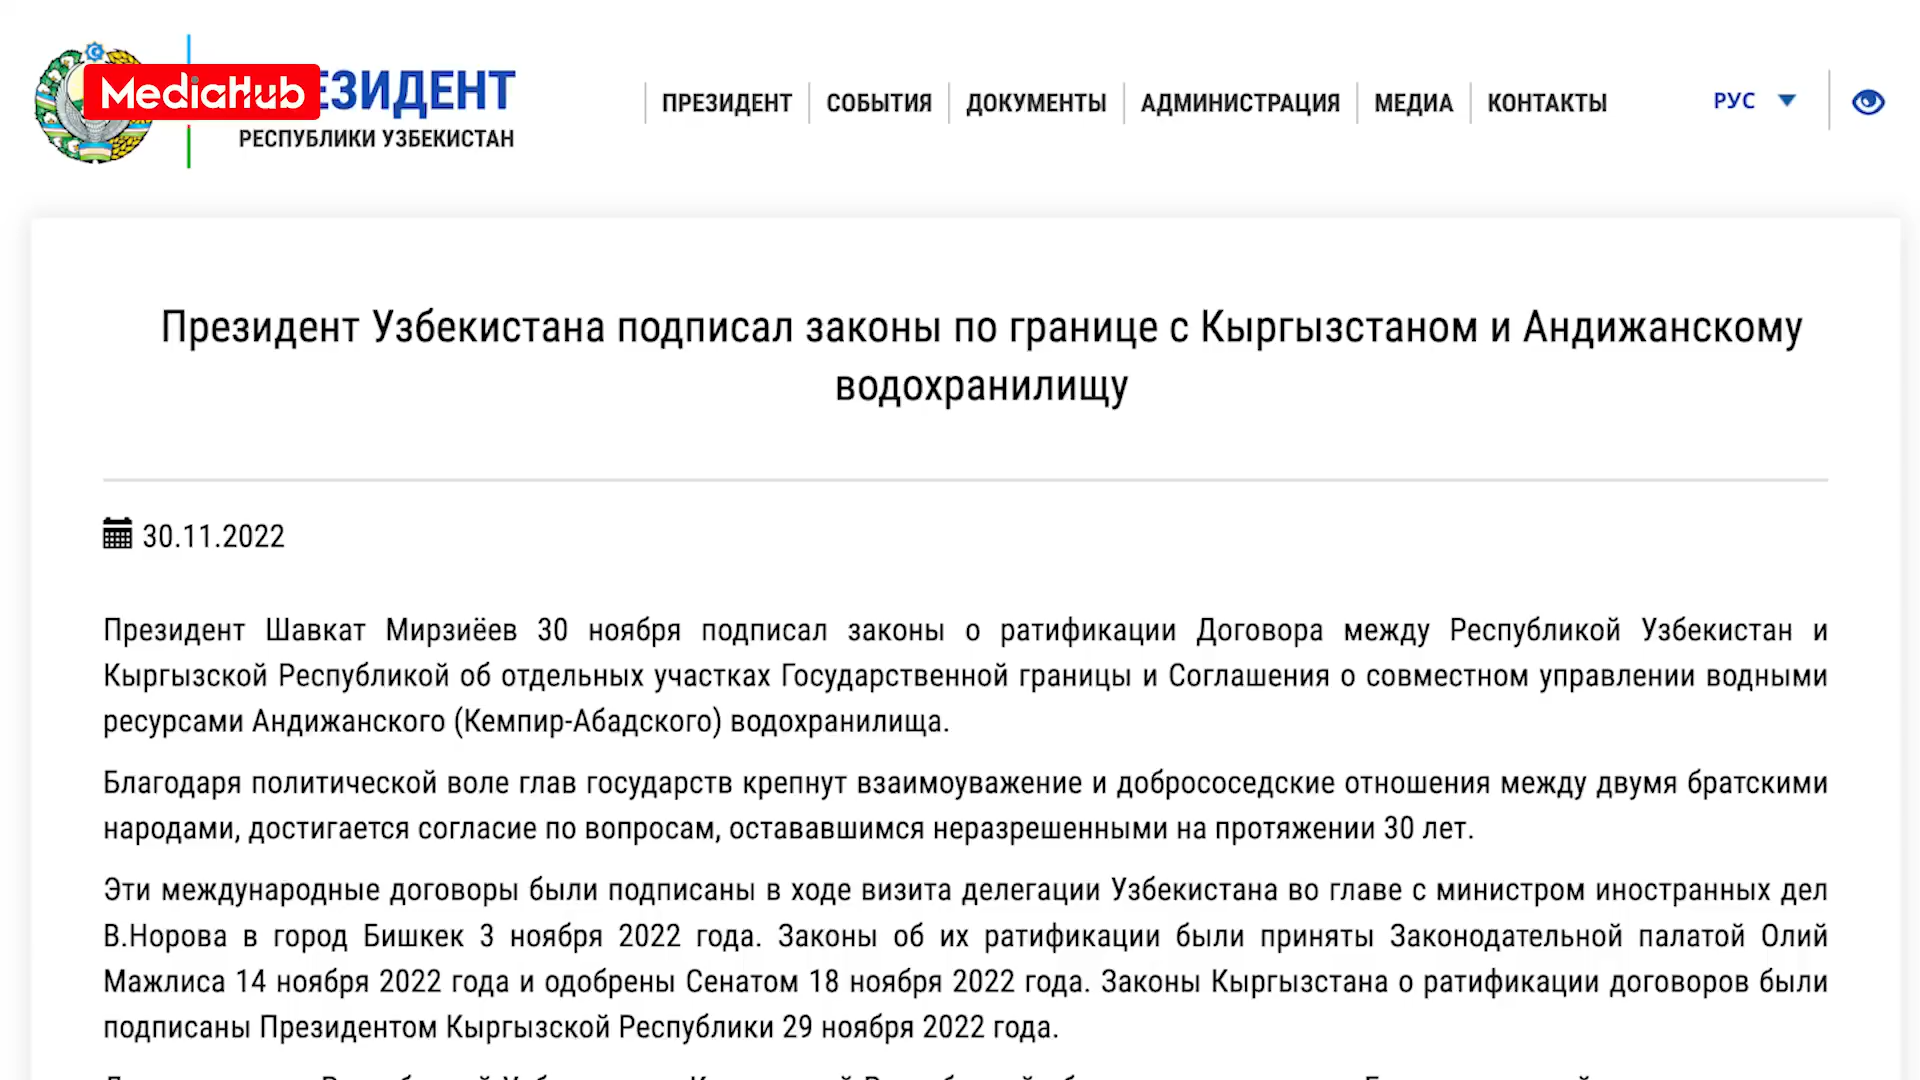 MediaHub
ЕЗИДЕНТ
РЕСПУБЛИКИ УЗБЕКИСТАН
ПРЕЗИДЕНТ
СОБЫТИЯ
ДОКУМЕНТЫ
АДМИНИСТРАЦИЯ
МЕДИА
КОНТАКТЫ
РУС
Президент Узбекистана подписал законы по границе с Кыргызстаном и Андижанскому
водохранилищу
30.11.2022
Президент Шавкат Мирзиёев 30 ноября подписал законы о ратификации Договора между Республикой Узбекистан и
Кыргызской Республикой об отдельных участках Государственной границы и Соглашения о совместном управлении водными
ресурсами Андижанского (Кемпир-Абадского) водохранилища.
Благодаря политической воле глав государств крепнут взаимоуважение и добрососедские отношения между двумя братскими
народами, достигается согласие по вопросам, остававшимся неразрешенными на протяжении 30 лет.
Эти международные договоры были подписаны в ходе визита делегации Узбекистана во главе с министром иностранных дел
В.Норова в город Бишкек 3 ноября 2022 года. Законы об их ратификации были приняты Законодательной палатой Олий
Мажлиса 14 ноября 2022 года и одобрены Сенатом 18 ноября 2022 года. Законы Кыргызстана о ратификации договоров были
подписаны Президентом Кыргызской Республики 29 ноября 2022 года.